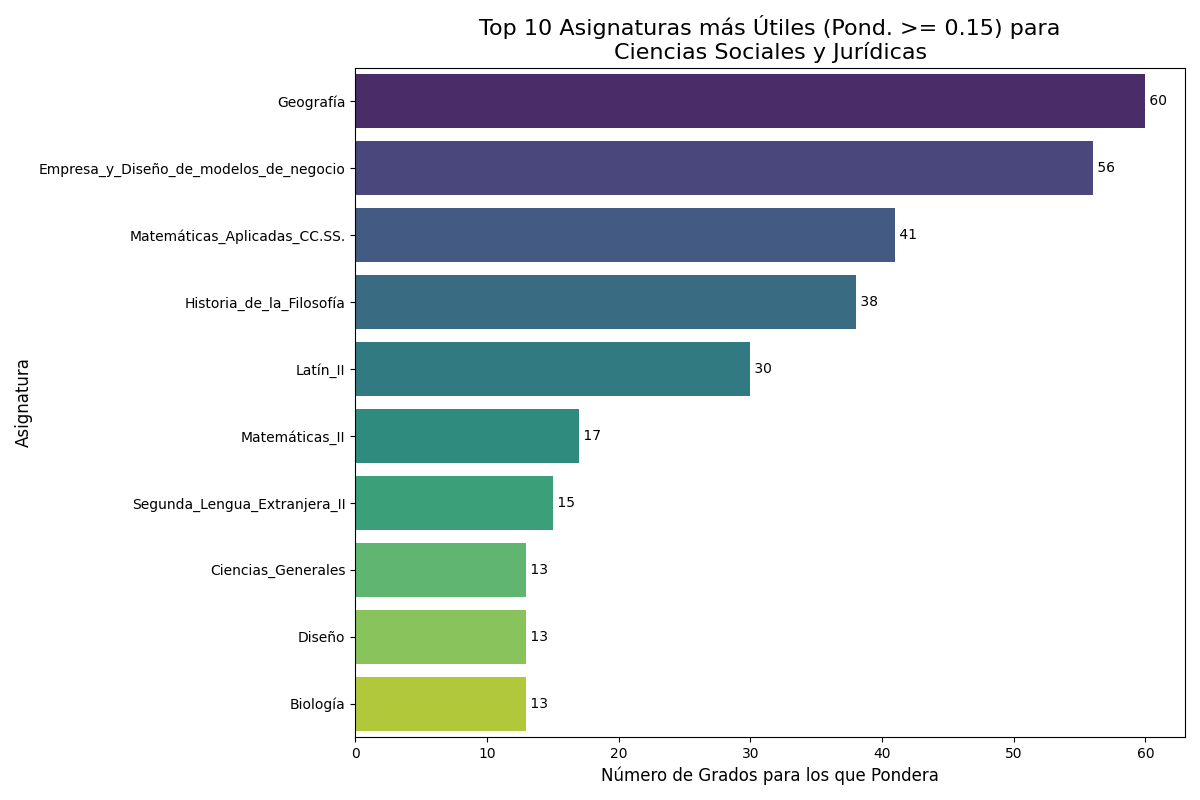 Top 10 Asignaturas más Útiles (Pond. >= 0.15) para
Ciencias Sociales y Jurídicas
Asignatura
Geografía
60
Empresa_y_Diseño_de_modelos_de_negocio
56
Matemáticas_Aplicadas_CC.SS.
41
Historia_de_la_Filosofía
38
Latín_II
30
Matemáticas_II
17
Segunda_Lengua_Extranjera_II
15
Ciencias_Generales
13
Diseño
13
Biología
13
0 10 20 30 40 50 60
Número de Grados para los que Pondera